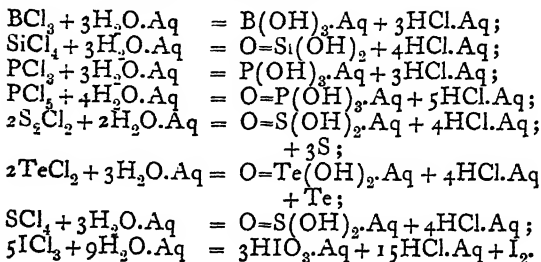 BCl₃ + 3H₂O.Aq = B(OH)₃.Aq + 3HCl.Aq;
SiCl₄ + 3H₂O.Aq = O=Si(OH)₂ + 4HCl.Aq;
PCl₃ + 3H₂O.Aq = P(OH)₃.Aq + 3HCl.Aq;
PCl₅ + 4H₂O.Aq = O=P(OH)₃.Aq + 5HCl.Aq;
2S₂Cl₂ + 2H₂O.Aq = O=S(OH)₂.Aq + 4HCl.Aq;
+ 3S;
2TeCl₂ + 3H₂O.Aq = O=Te(OH)₂.Aq + 4HCl.Aq
+ Te;
SCl₄ + 3H₂O.Aq = O=S(OH)₂.Aq + 4HCl.Aq;
5ICl₃ + 9H₂O.Aq = 3HIO₃.Aq + 15HCl.Aq + I₂.